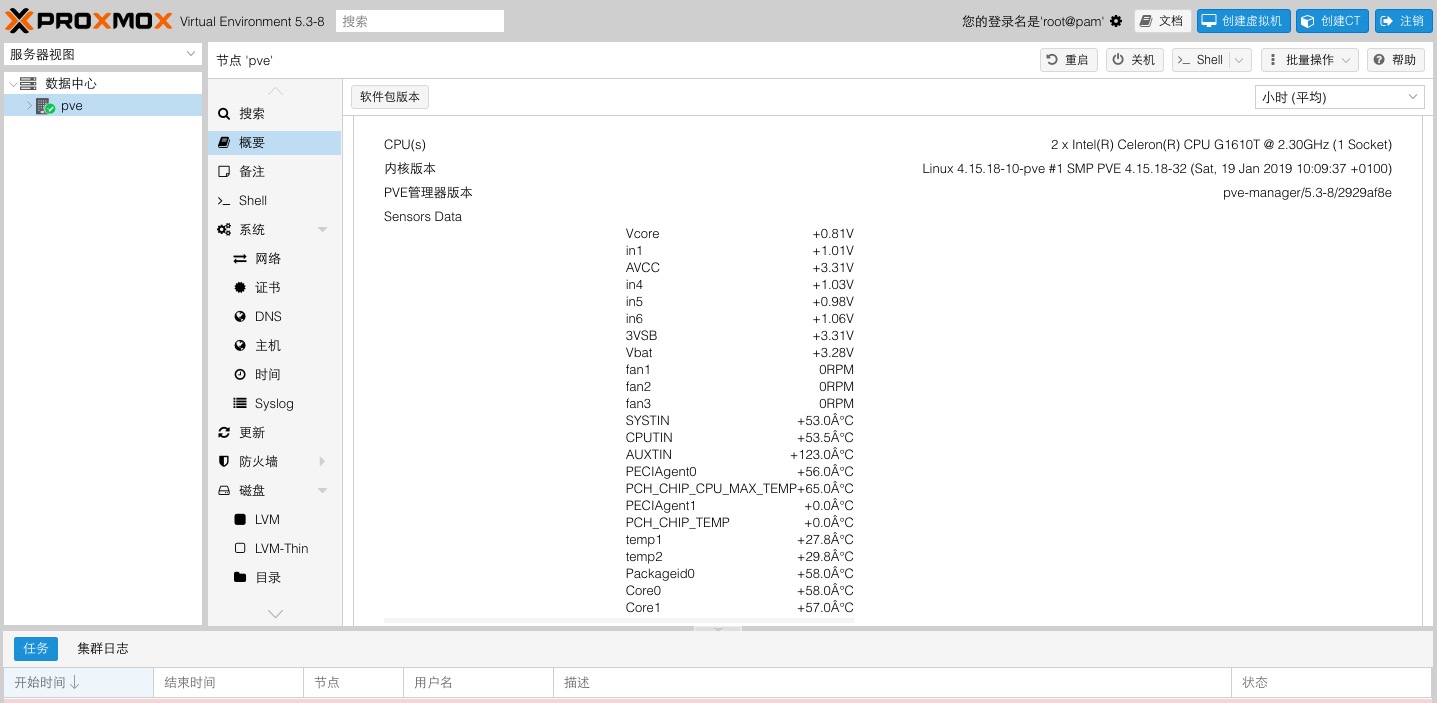 PROXMOX Virtual Environment 5.3-8 搜索 您的登录名是'root@pam' 文档 创建虚拟机 创建CT 注销
服务器视图
数据中心
pve
节点 'pve' 重启 关机 Shell 批量操作 帮助
搜索
概要
备注
Shell
系统
网络
证书
DNS
主机
时间
Syslog
更新
防火墙
磁盘
LVM
LVM-Thin
目录
软件包版本 小时 (平均)
CPU(s) 2 x Intel(R) Celeron(R) CPU G1610T @ 2.30GHz (1 Socket)
内核版本 Linux 4.15.18-10-pve #1 SMP PVE 4.15.18-32 (Sat, 19 Jan 2019 10:09:37 +0100)
PVE管理器版本 pve-manager/5.3-8/2929af8e
Sensors Data
Vcore +0.81V
in1 +1.01V
AVCC +3.31V
in4 +1.03V
in5 +0.98V
in6 +1.06V
3VSB +3.31V
Vbat +3.28V
fan1 0RPM
fan2 0RPM
fan3 0RPM
SYSTIN +53.0Â°C
CPUTIN +53.5Â°C
AUXTIN +123.0Â°C
PECIAgent0 +56.0Â°C
PCH_CHIP_CPU_MAX_TEMP+65.0Â°C
PECIAgent1 +0.0Â°C
PCH_CHIP_TEMP +0.0Â°C
temp1 +27.8Â°C
temp2 +29.8Â°C
Packageid0 +58.0Â°C
Core0 +58.0Â°C
Core1 +57.0Â°C
任务 集群日志
开始时间↓ 结束时间 节点 用户名 描述 状态